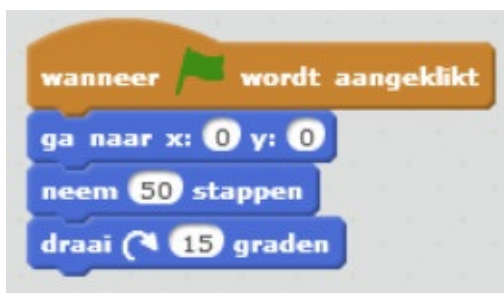 wanneer wordt aangeklikt
ga naar x: 0 y: 0
neem 50 stappen
draai 15 graden